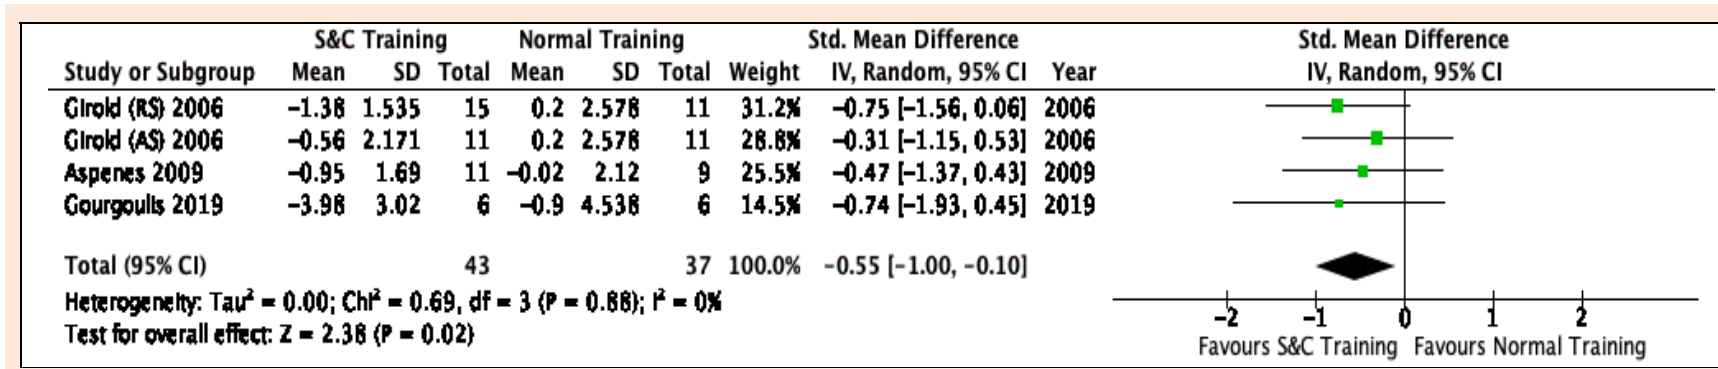 S&C Training Normal Training Std. Mean Difference Std. Mean Difference
Study or Subgroup Mean SD Total Mean SD Total Weight IV, Random, 95% CI Year IV, Random, 95% CI
Girold (RS) 2006 −1.38 1.535 15 0.2 2.578 11 31.2% −0.75 [−1.56, 0.06] 2006
Girold (AS) 2006 −0.56 2.171 11 0.2 2.578 11 28.8% −0.31 [−1.15, 0.53] 2006
Aspenes 2009 −0.95 1.69 11 −0.02 2.12 9 25.5% −0.47 [−1.37, 0.43] 2009
Gourgoulis 2019 −3.98 3.02 6 −0.9 4.538 6 14.5% −0.74 [−1.93, 0.45] 2019
Total (95% CI) 43 37 100.0% −0.55 [−1.00, −0.10]
Heterogeneity: Tau² = 0.00; Chi² = 0.69, df = 3 (P = 0.88); I² = 0%
Test for overall effect: Z = 2.38 (P = 0.02)
−2 −1 0 1 2
Favours S&C Training Favours Normal Training